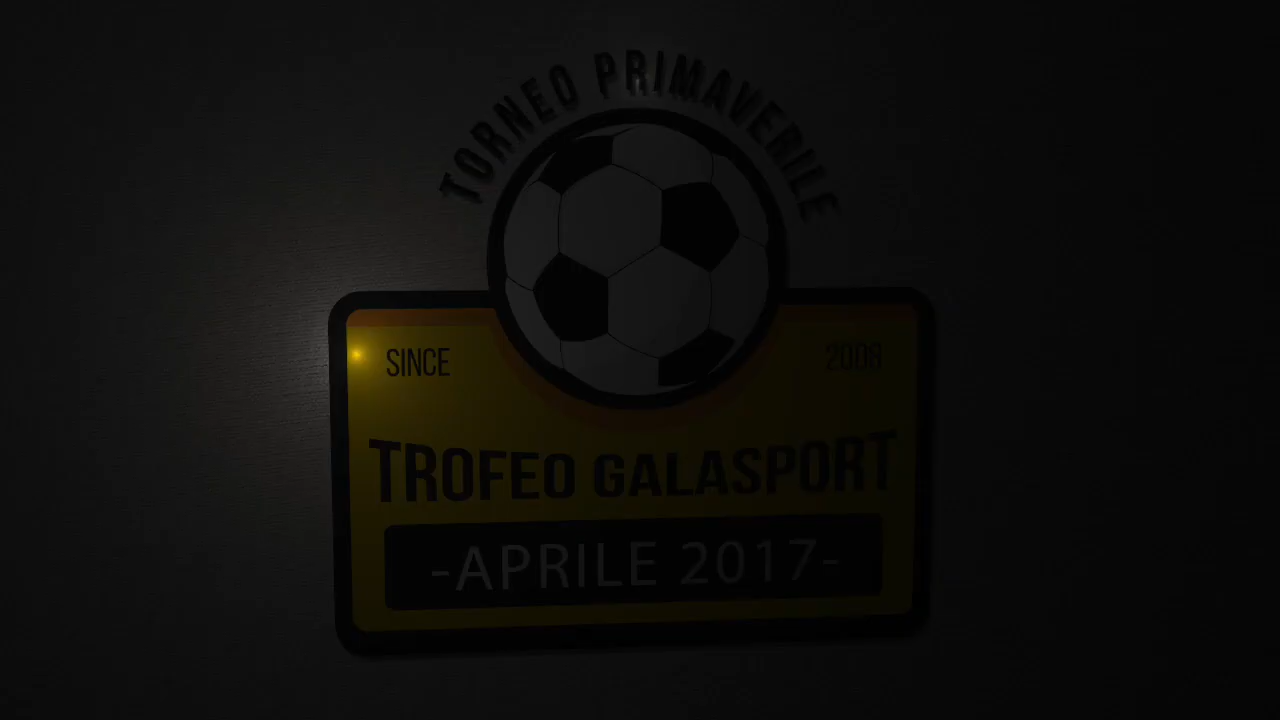 TORNEO PRIMAVERILE
SINCE
2008
TROFEO GALASPORT
-APRILE 2017-